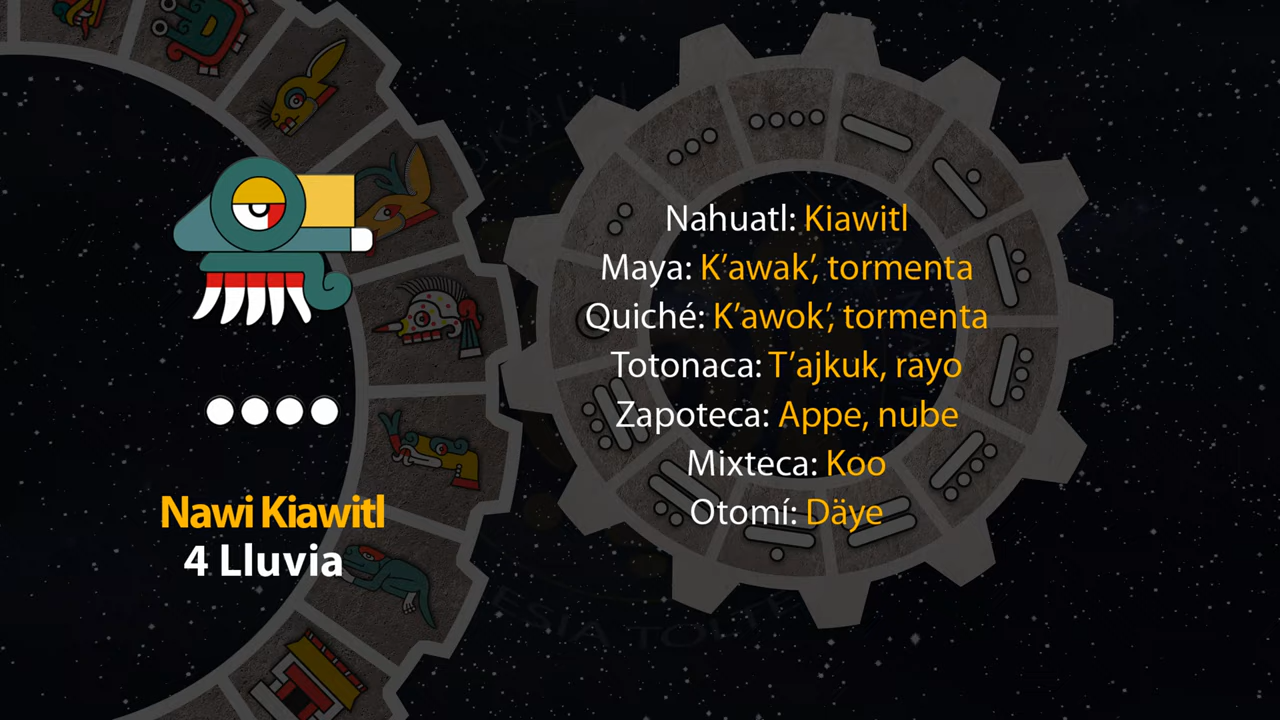 Nawi Kiawitl
4 Lluvia
Nahuatl: Kiawitl
Maya: K’awak’, tormenta
Quiché: K’awok’, tormenta
Totonaca: T’ajkuk, rayo
Zapoteca: Appe, nube
Mixteca: Koo
Otomí: Däye